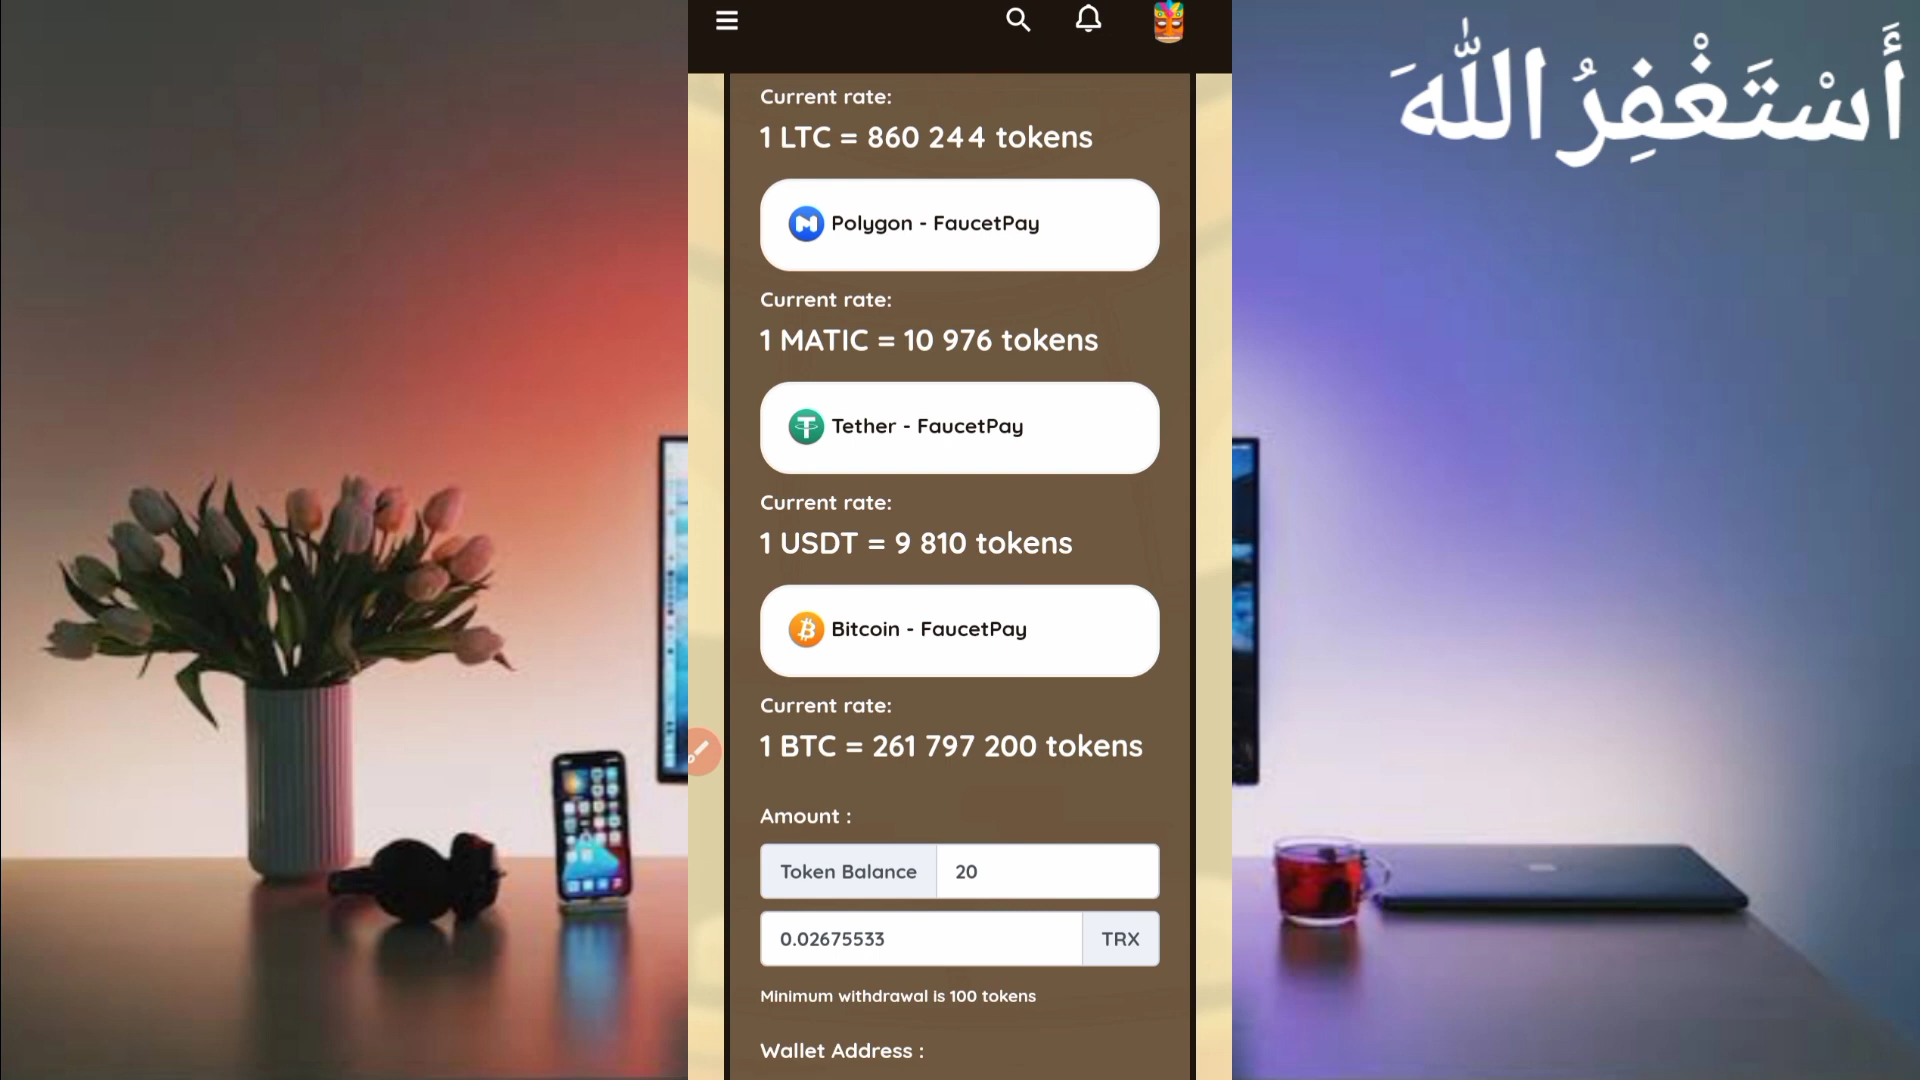 أَسْتَغْفِرُ اللّٰهَ
Current rate:
1 LTC = 860 244 tokens
Polygon - FaucetPay
Current rate:
1 MATIC = 10 976 tokens
Tether - FaucetPay
Current rate:
1 USDT = 9 810 tokens
Bitcoin - FaucetPay
Current rate:
1 BTC = 261 797 200 tokens
Amount :
Token Balance 20
0.02675533 TRX
Minimum withdrawal is 100 tokens
Wallet Address :